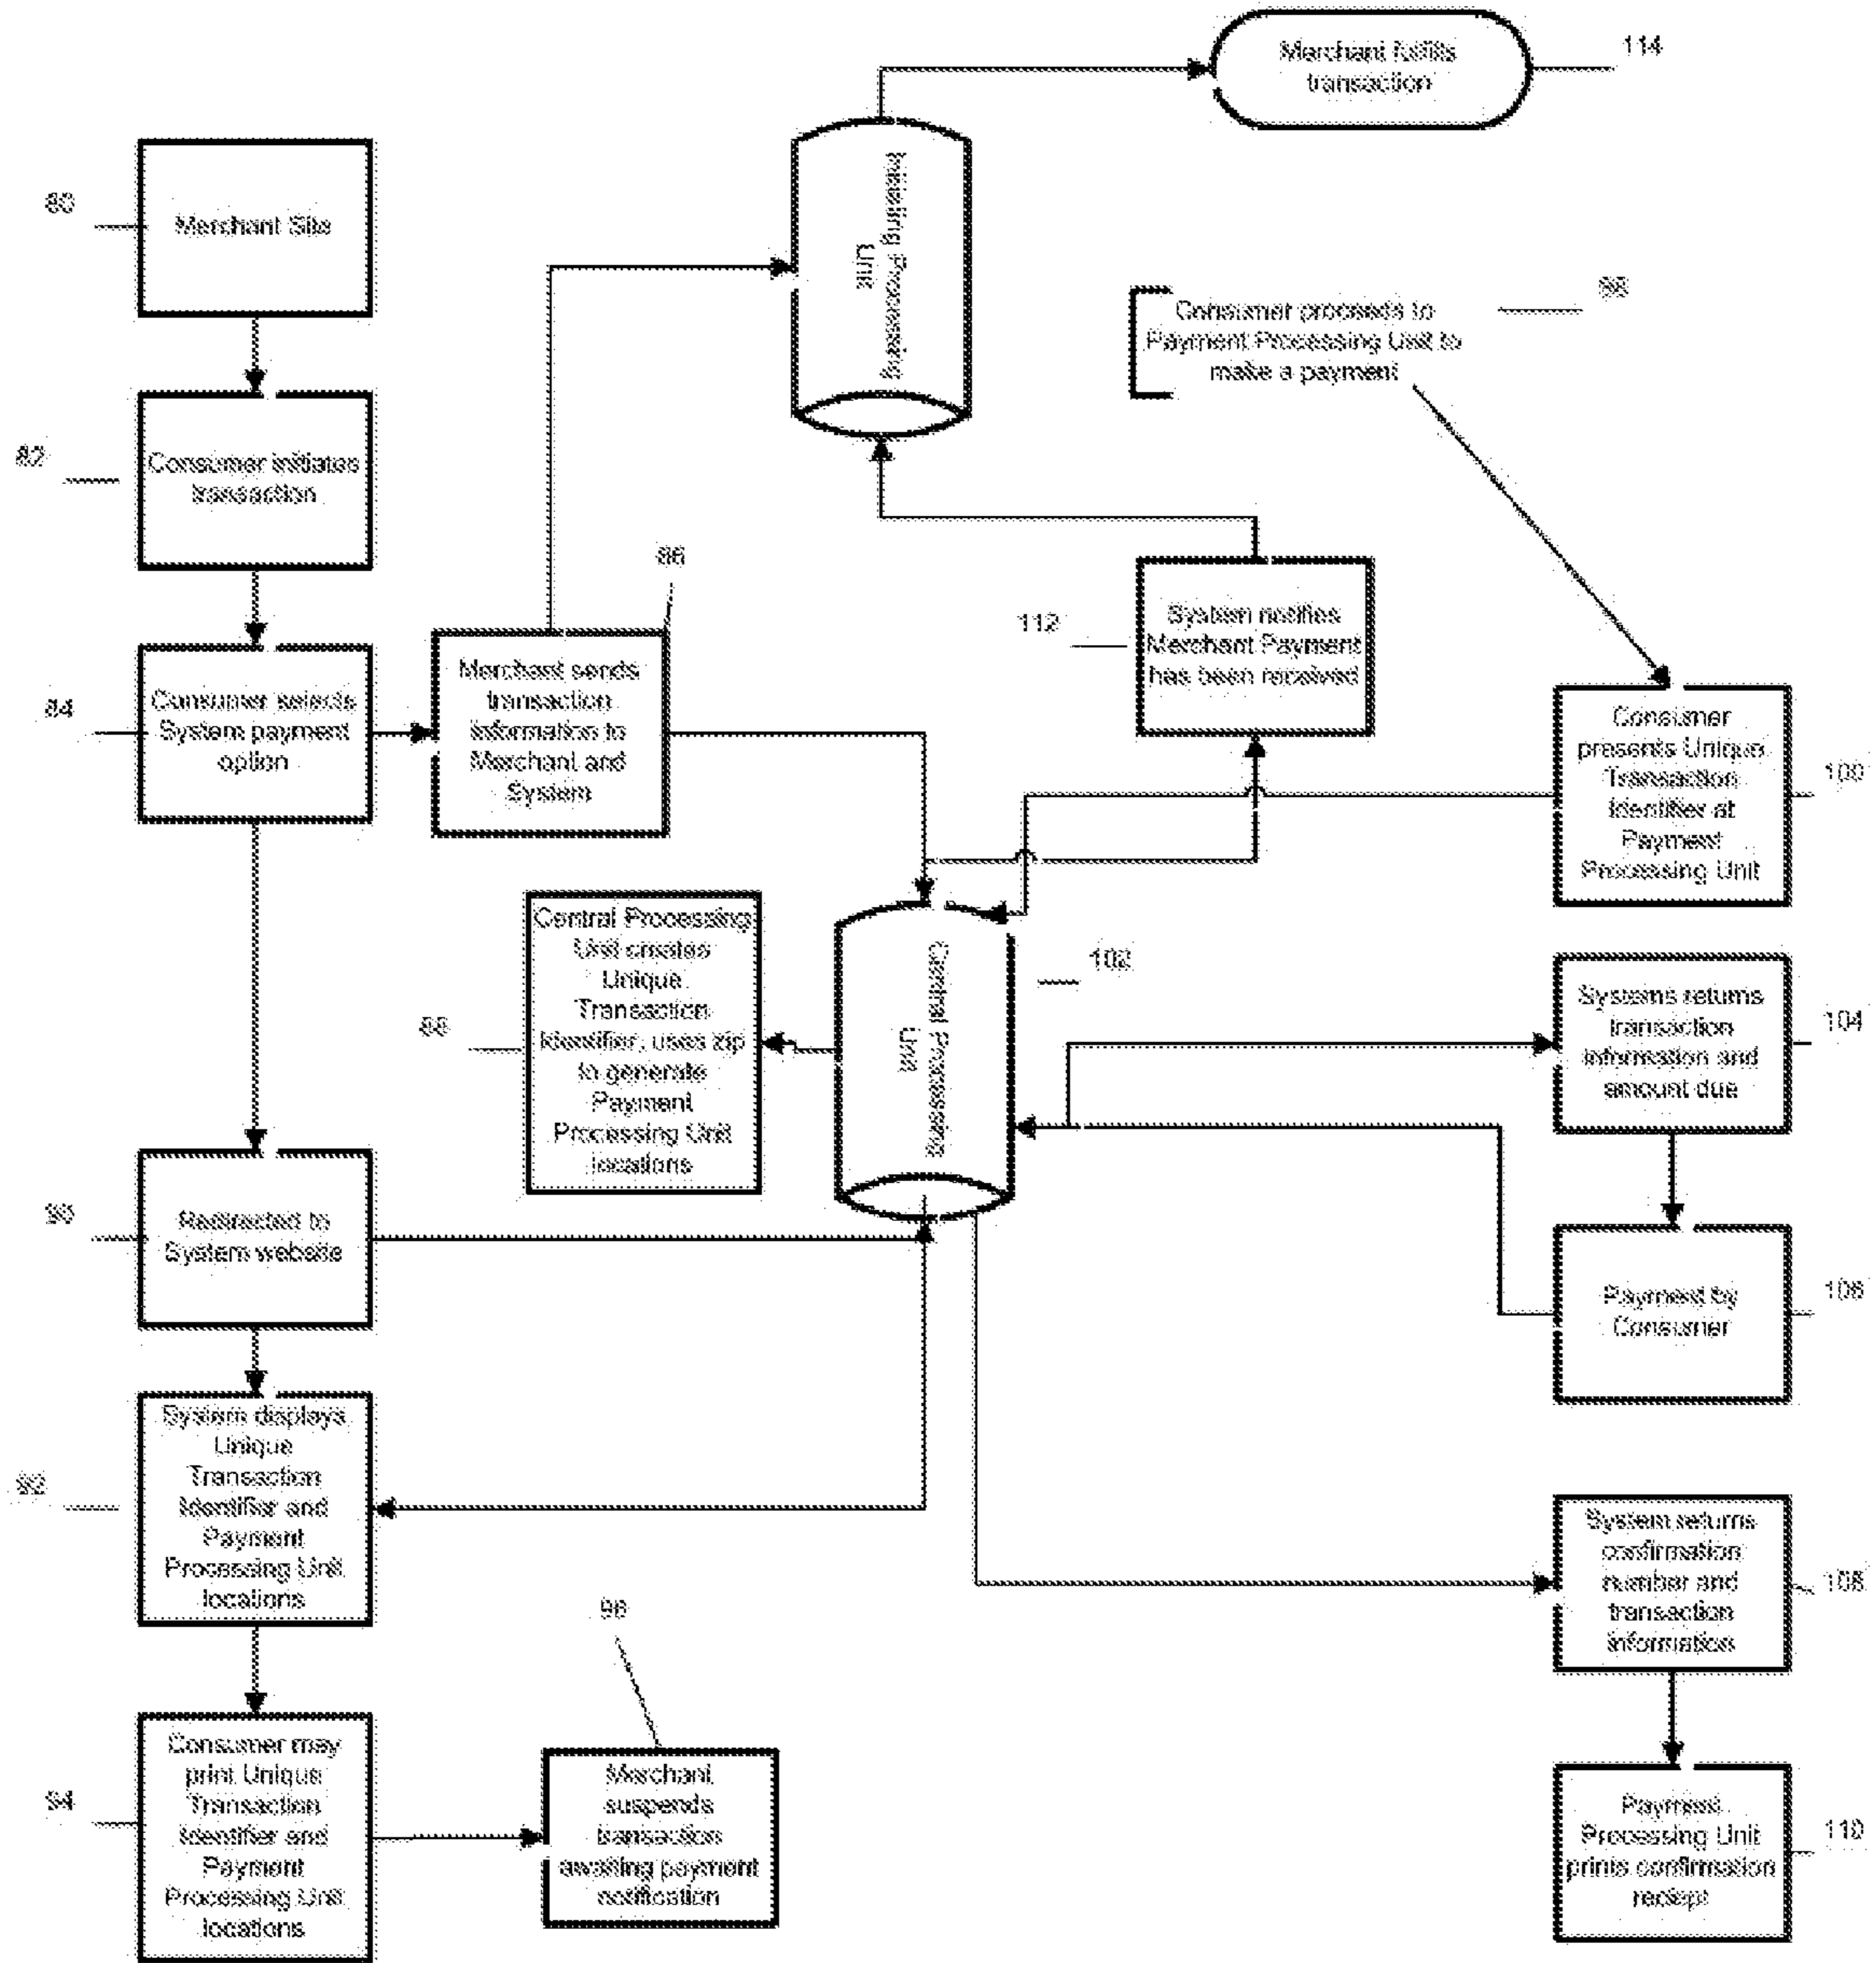 Merchant fulfills
transaction
114
80
Merchant Site
Initiating Processing
Unit
98
Consumer proceeds to
Payment Processing Unit to
make a payment
82
Consumer initiates
transaction
86
112
System notifies
Merchant Payment
has been received
84
Consumer selects
System payment
option
Merchant sends
transaction
information to
Merchant and
System
Consumer
presents Unique
Transaction
Identifier at
Payment
Processing Unit
100
Central Processing
Unit creates
Unique
Transaction
Identifier, uses zip
to generate
Payment
Processing Unit
locations
88
Central Processing
Unit
102
Systems returns
transaction
information and
amount due
104
90
Redirected to
System website
Payment by
Consumer
106
92
System displays
Unique
Transaction
Identifier and
Payment
Processing Unit
locations
System returns
confirmation
number and
transaction
information
108
96
94
Consumer may
print Unique
Transaction
Identifier and
Payment
Processing Unit
locations
Merchant
suspends
transaction
awaiting payment
notification
Payment
Processing Unit
prints confirmation
reciept
110